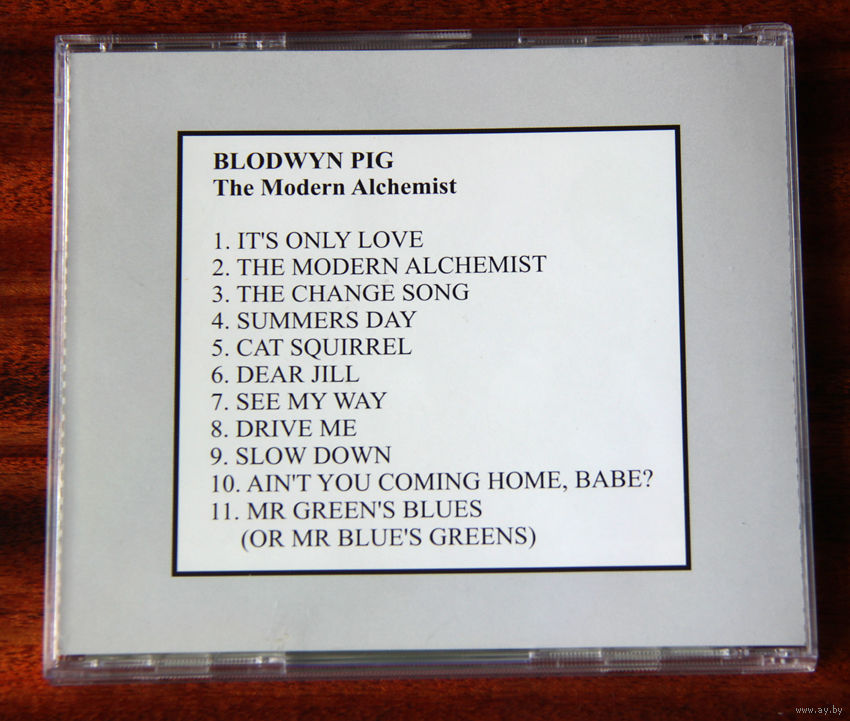 BLODWYN PIG
The Modern Alchemist
1. IT'S ONLY LOVE
2. THE MODERN ALCHEMIST
3. THE CHANGE SONG
4. SUMMERS DAY
5. CAT SQUIRREL
6. DEAR JILL
7. SEE MY WAY
8. DRIVE ME
9. SLOW DOWN
10. AIN'T YOU COMING HOME, BABE?
11. MR GREEN'S BLUES
(OR MR BLUE'S GREENS)
www.ay.by